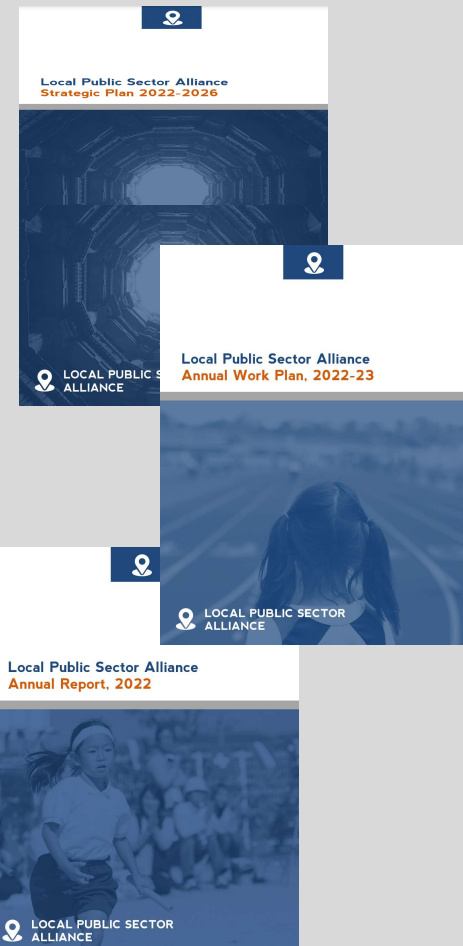 Local Public Sector Alliance
Strategic Plan 2022-2026
LOCAL PUBLIC S
ALLIANCE
Local Public Sector Alliance
Annual Work Plan, 2022-23
LOCAL PUBLIC SECTOR
ALLIANCE
Local Public Sector Alliance
Annual Report, 2022
LOCAL PUBLIC SECTOR
ALLIANCE